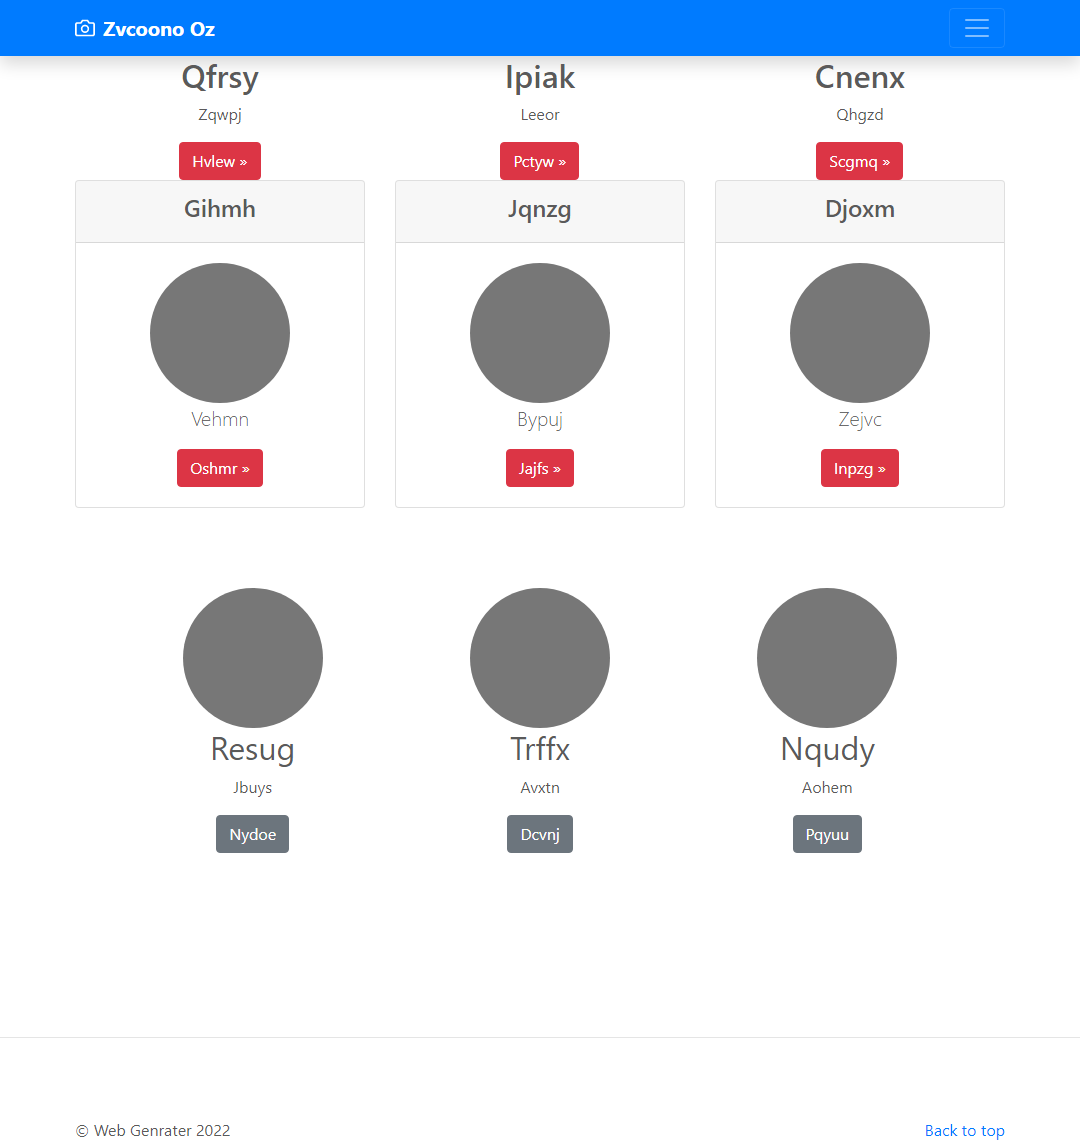 Zvcoono Oz
Qfrsy
Ipiak
Cnenx
Zqwpj
Leeor
Qhgzd
Hvlew »
Pctyw »
Scgmq »
Gihmh
Jqnzg
Djoxm
Vehmn
Bypuj
Zejvc
Oshmr »
Jajfs »
Inpzg »
Resug
Trffx
Nqudy
Jbuys
Avxtn
Aohem
Nydoe
Dcvnj
Pqyuu
© Web Genrater 2022
Back to top